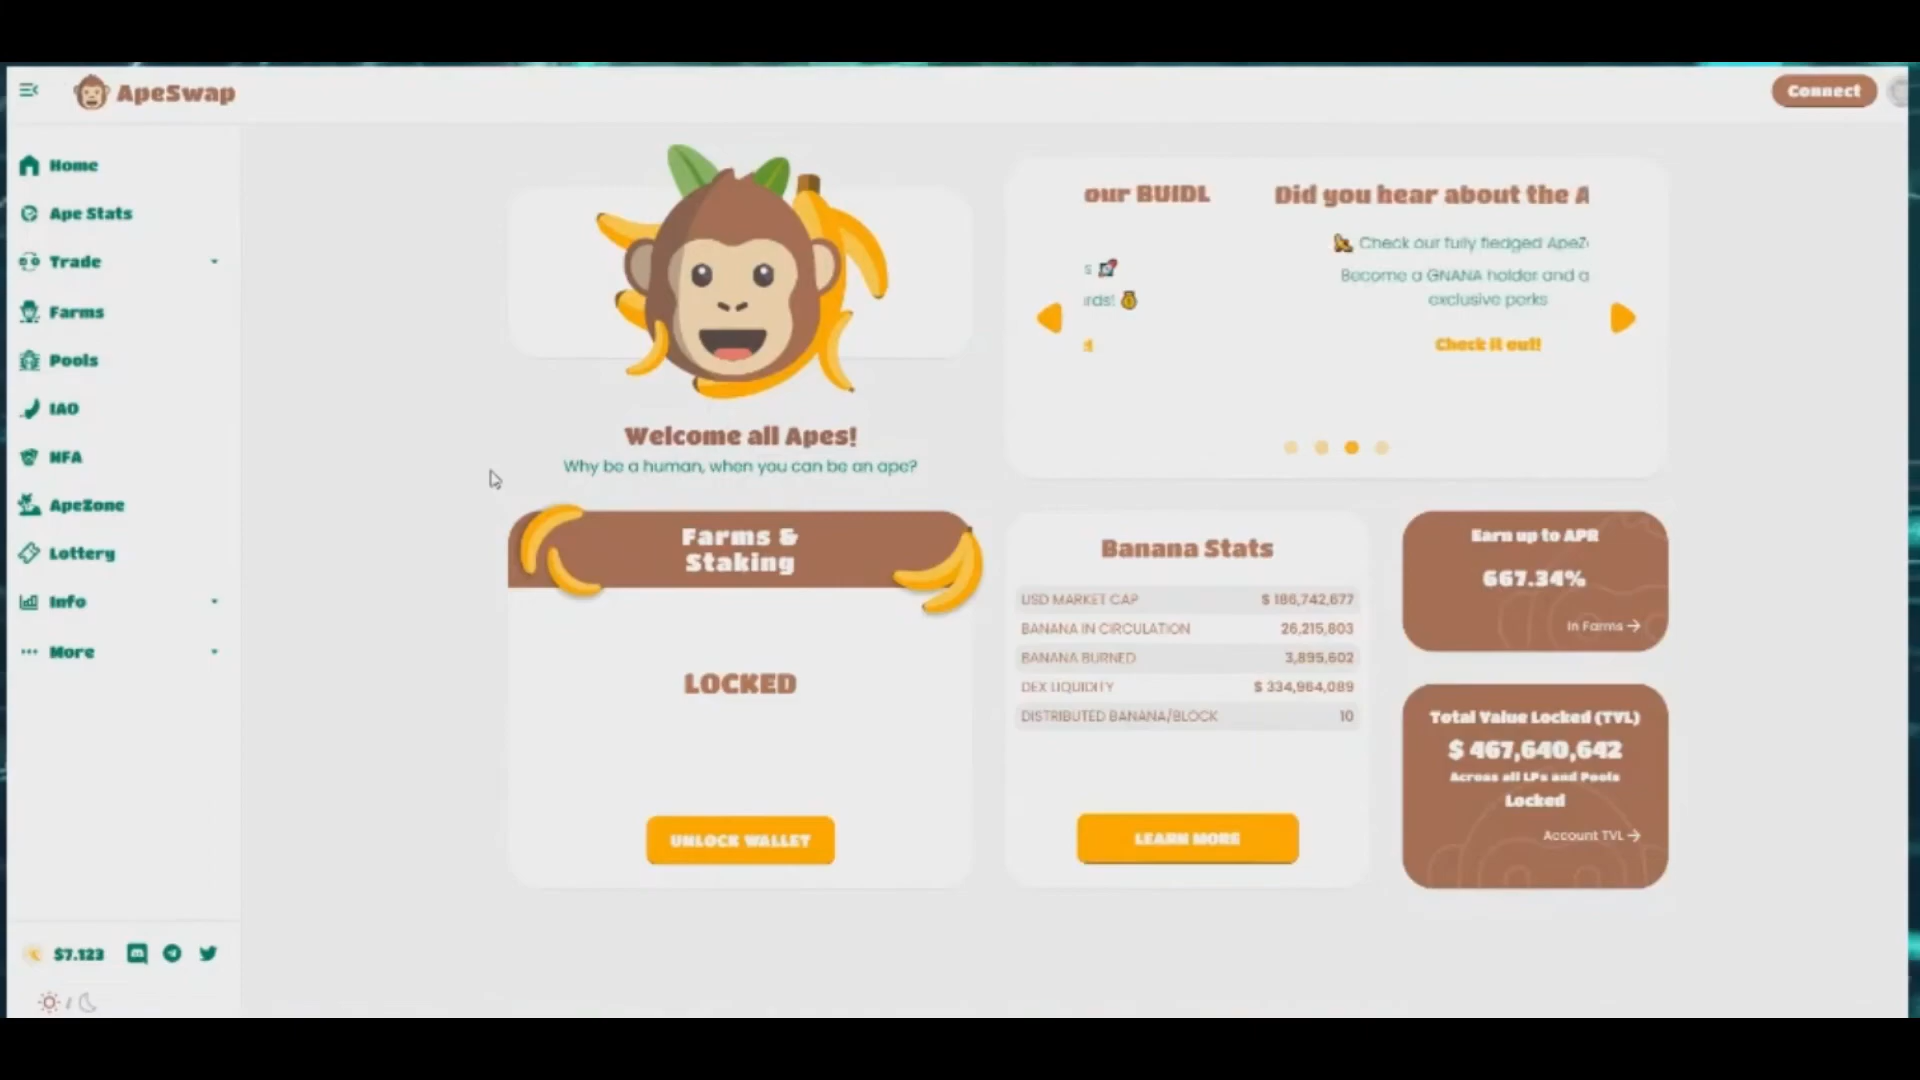 ApeSwap
Connect
Home
Ape Stats
Trade
Farms
Pools
IAO
NFA
ApeZone
Lottery
Info
More
$7.123
/
Welcome all Apes!
Why be a human, when you can be an ape?
our BUIDL
s
rds!
Did you hear about the A
Check our fully fledged ApeZ
Become a GNANA holder and a
exclusive perks
Check it out!
Farms &
Staking
LOCKED
UNLOCK WALLET
Banana Stats
USD MARKET CAP $ 186,742,677
BANANA IN CIRCULATION 26,215,803
BANANA BURNED 3,895,602
DEX LIQUIDITY $ 334,964,089
DISTRIBUTED BANANA/BLOCK 10
LEARN MORE
Earn up to APR
667.34%
In Farms →
Total Value Locked (TVL)
$ 467,640,642
Across all LPs and Pools
Locked
Account TVL →